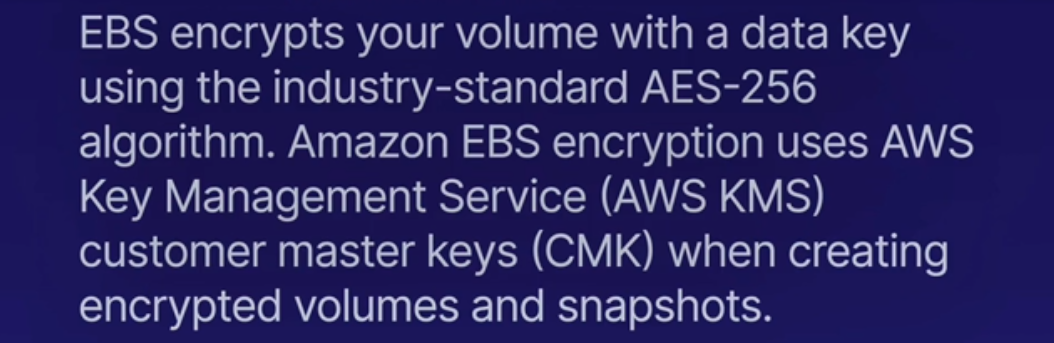 EBS encrypts your volume with a data key
using the industry-standard AES-256
algorithm. Amazon EBS encryption uses AWS
Key Management Service (AWS KMS)
customer master keys (CMK) when creating
encrypted volumes and snapshots.